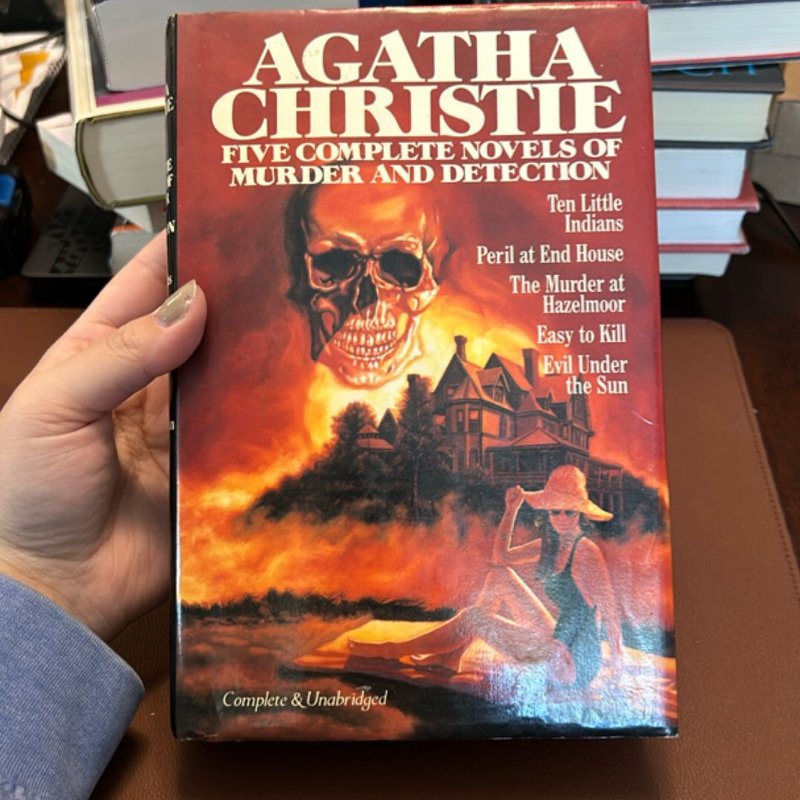 AGATHA
CHRISTIE
FIVE COMPLETE NOVELS OF
MURDER AND DETECTION
Ten Little
Indians
Peril at End House
The Murder at
Hazelmoor
Easy to Kill
Evil Under
the Sun
Complete & Unabridged